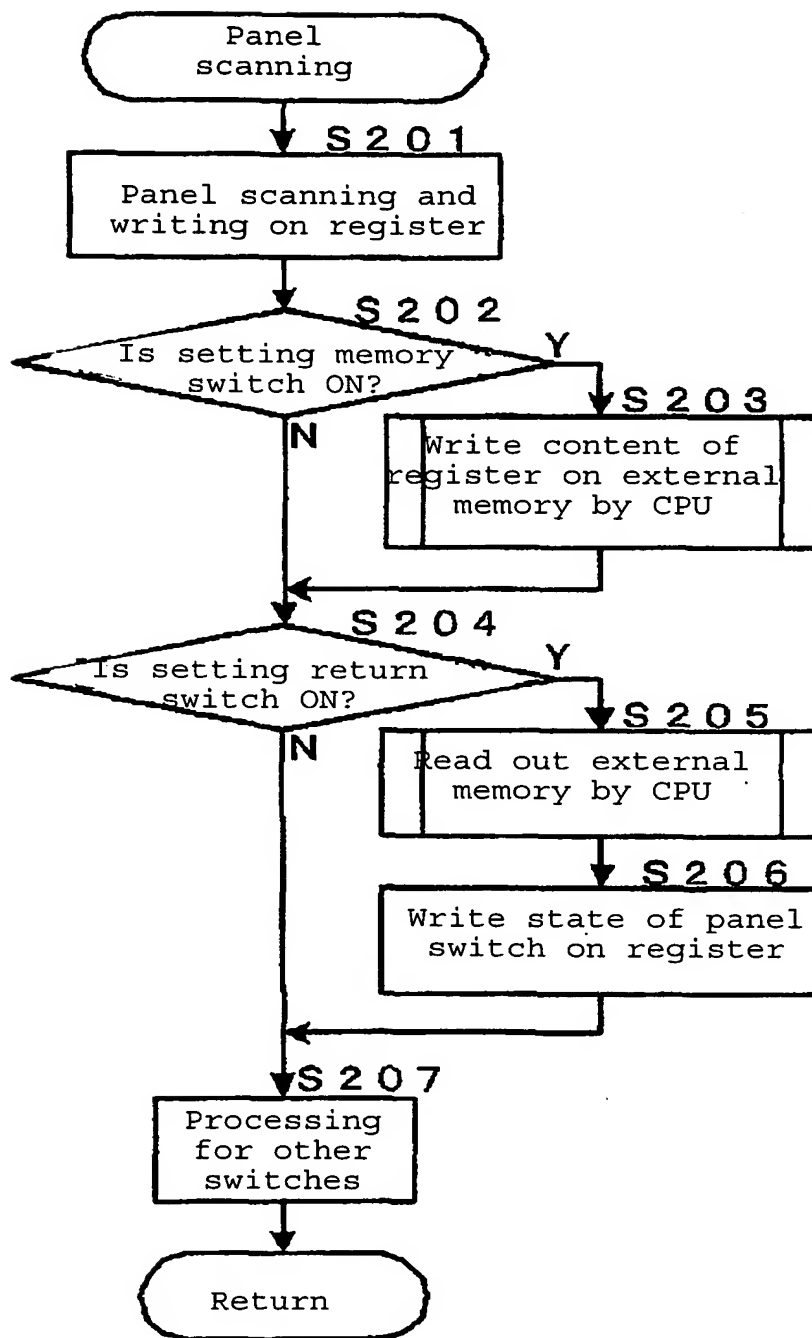 Panel
scanning
S201
Panel scanning and
writing on register
S202
Is setting memory
switch ON?
Y
N
S203
Write content of
register on external
memory by CPU
S204
Is setting return
switch ON?
Y
N
S205
Read out external
memory by CPU
S206
Write state of panel
switch on register
S207
Processing
for other
switches
Return